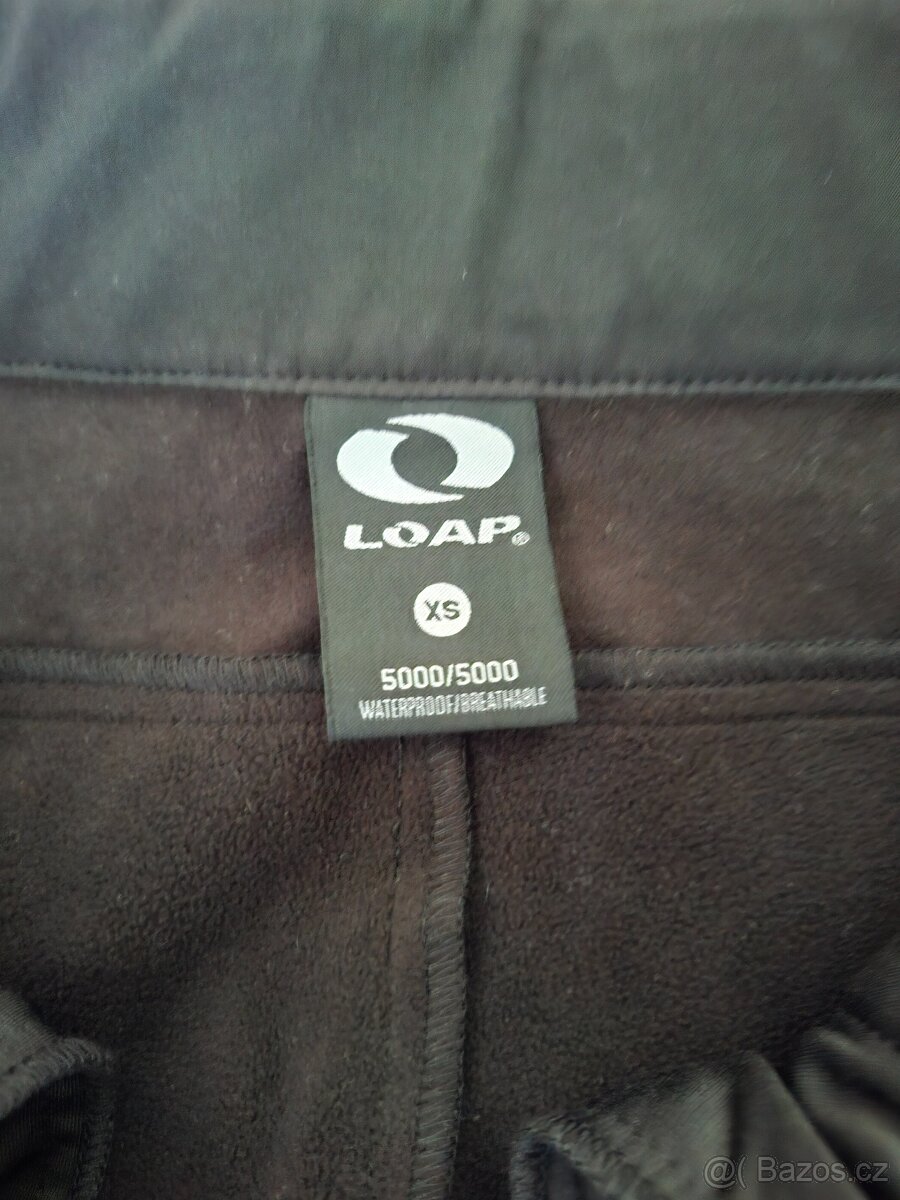 LOAP®
XS
5000/5000
WATERPROOF/BREATHABLE
@( Bazos.cz